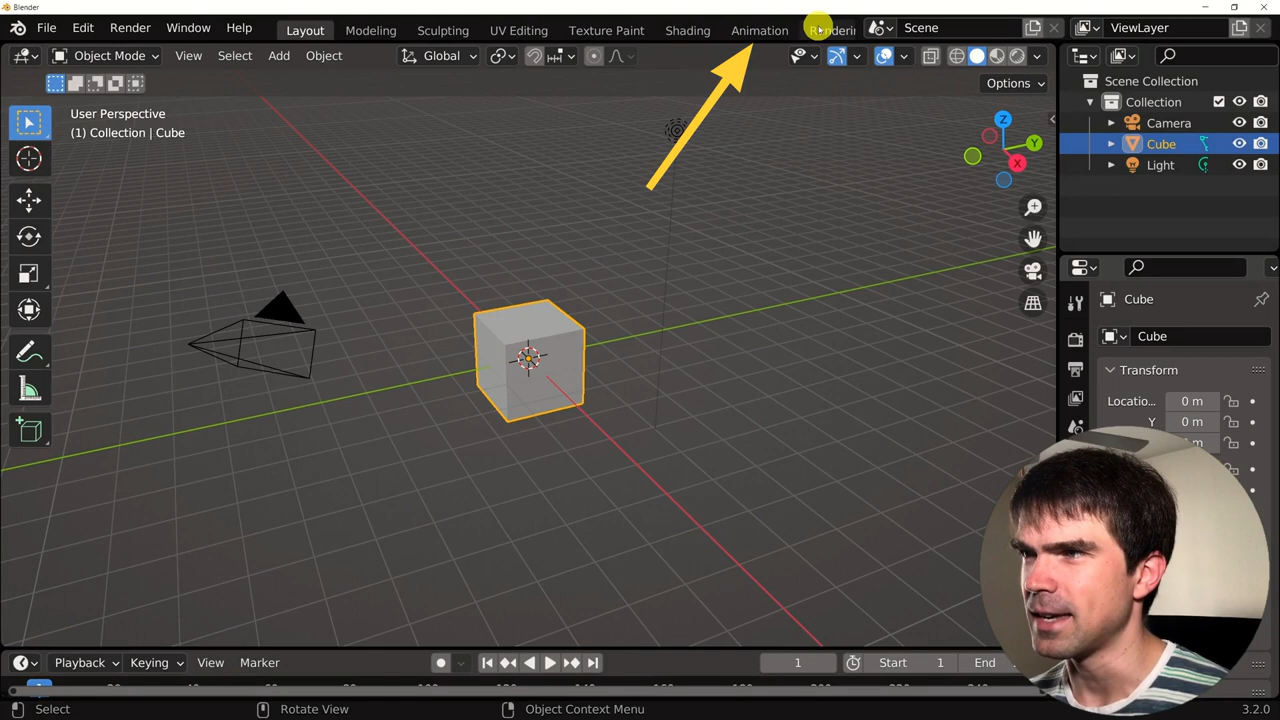 Blender
File Edit Render Window Help Layout Modeling Sculpting UV Editing Texture Paint Shading Animation Renderi Scene ViewLayer
Object Mode View Select Add Object Global
Options
User Perspective
(1) Collection | Cube
Z
Y
X
Scene Collection
Collection
Camera
Cube
Light
Cube
Cube
Transform
Locatio... 0 m
Y 0 m
Playback Keying View Marker 1 Start 1 End
Select Rotate View Object Context Menu 3.2.0